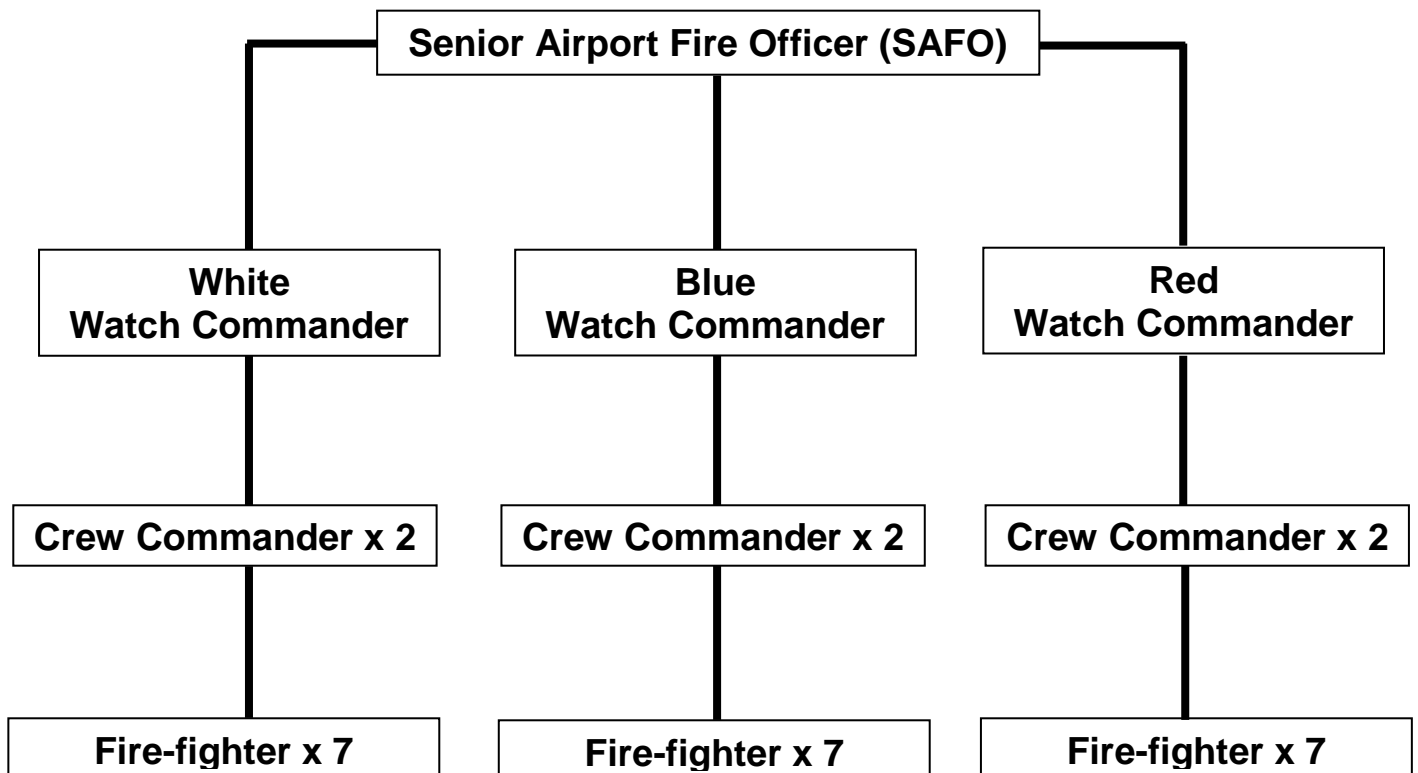 Senior Airport Fire Officer (SAFO)
White
Watch Commander
Blue
Watch Commander
Red
Watch Commander
Crew Commander x 2
Crew Commander x 2
Crew Commander x 2
Fire-fighter x 7
Fire-fighter x 7
Fire-fighter x 7